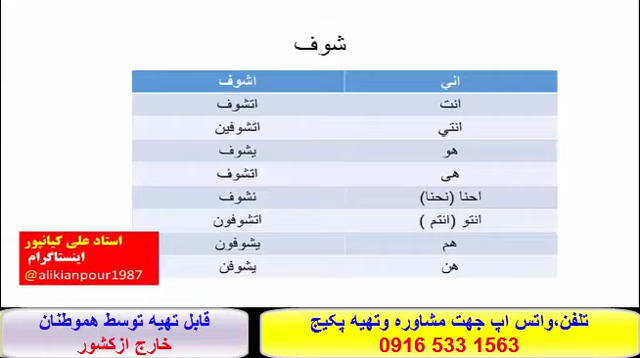 شوف
اني اشوف
انت اتشوف
انتي اتشوفين
هو يشوف
هى اتشوف
احنا (نحنا) نشوف
انتو (انتم ) اتشوفون
هم يشوفون
هن يشوفن
استاد علی کیانپور
اینستاگرام
@alikianpour1987
تلفن،واتس اپ جهت مشاوره وتهیه پکیج
0916 533 1563
قابل تهیه توسط هموطنان
خارج ازکشور